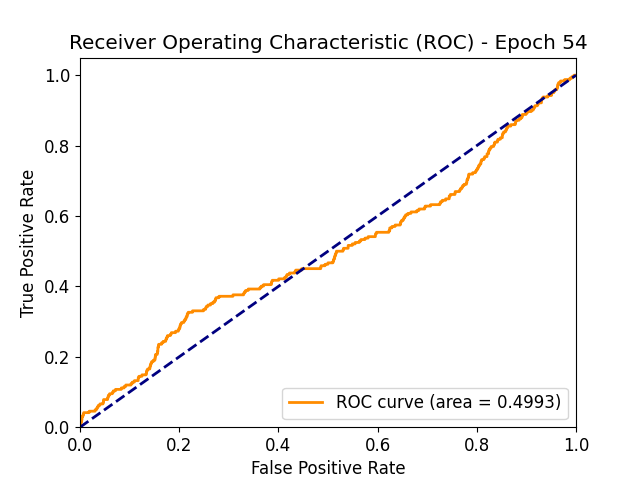 Receiver Operating Characteristic (ROC) - Epoch 54
1.0
0.8
0.6
0.4
0.2
0.0
True Positive Rate
ROC curve (area = 0.4993)
0.0 0.2 0.4 0.6 0.8 1.0
False Positive Rate